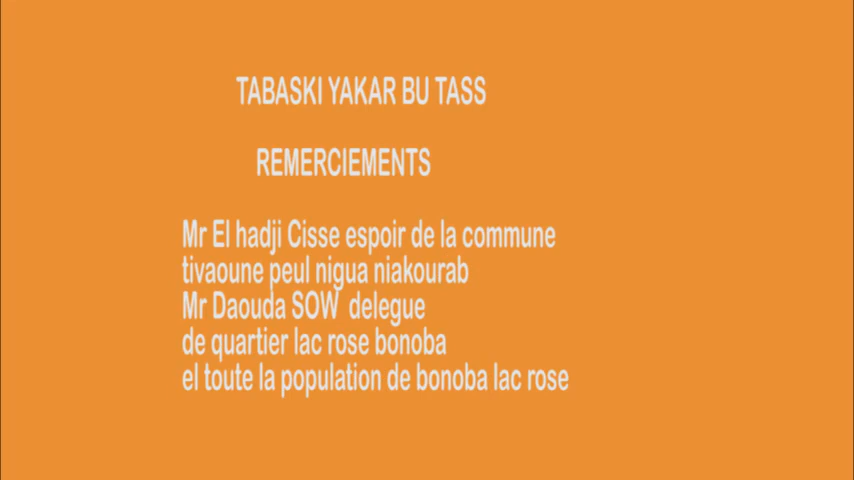 TABASKI YAKAR BU TASS
REMERCIEMENTS
Mr El hadji Cisse espoir de la commune
tivaoune peul nigua niakourab
Mr Daouda SOW delegue
de quartier lac rose bonoba
el toute la population de bonoba lac rose